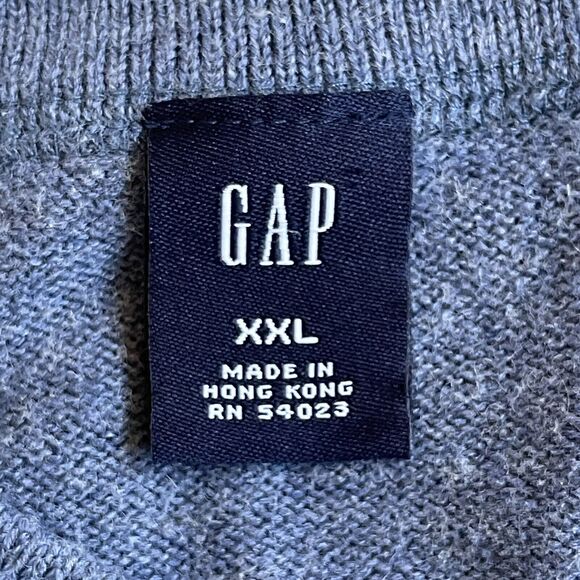 GAP
XXL
MADE IN
HONG KONG
RN 54023